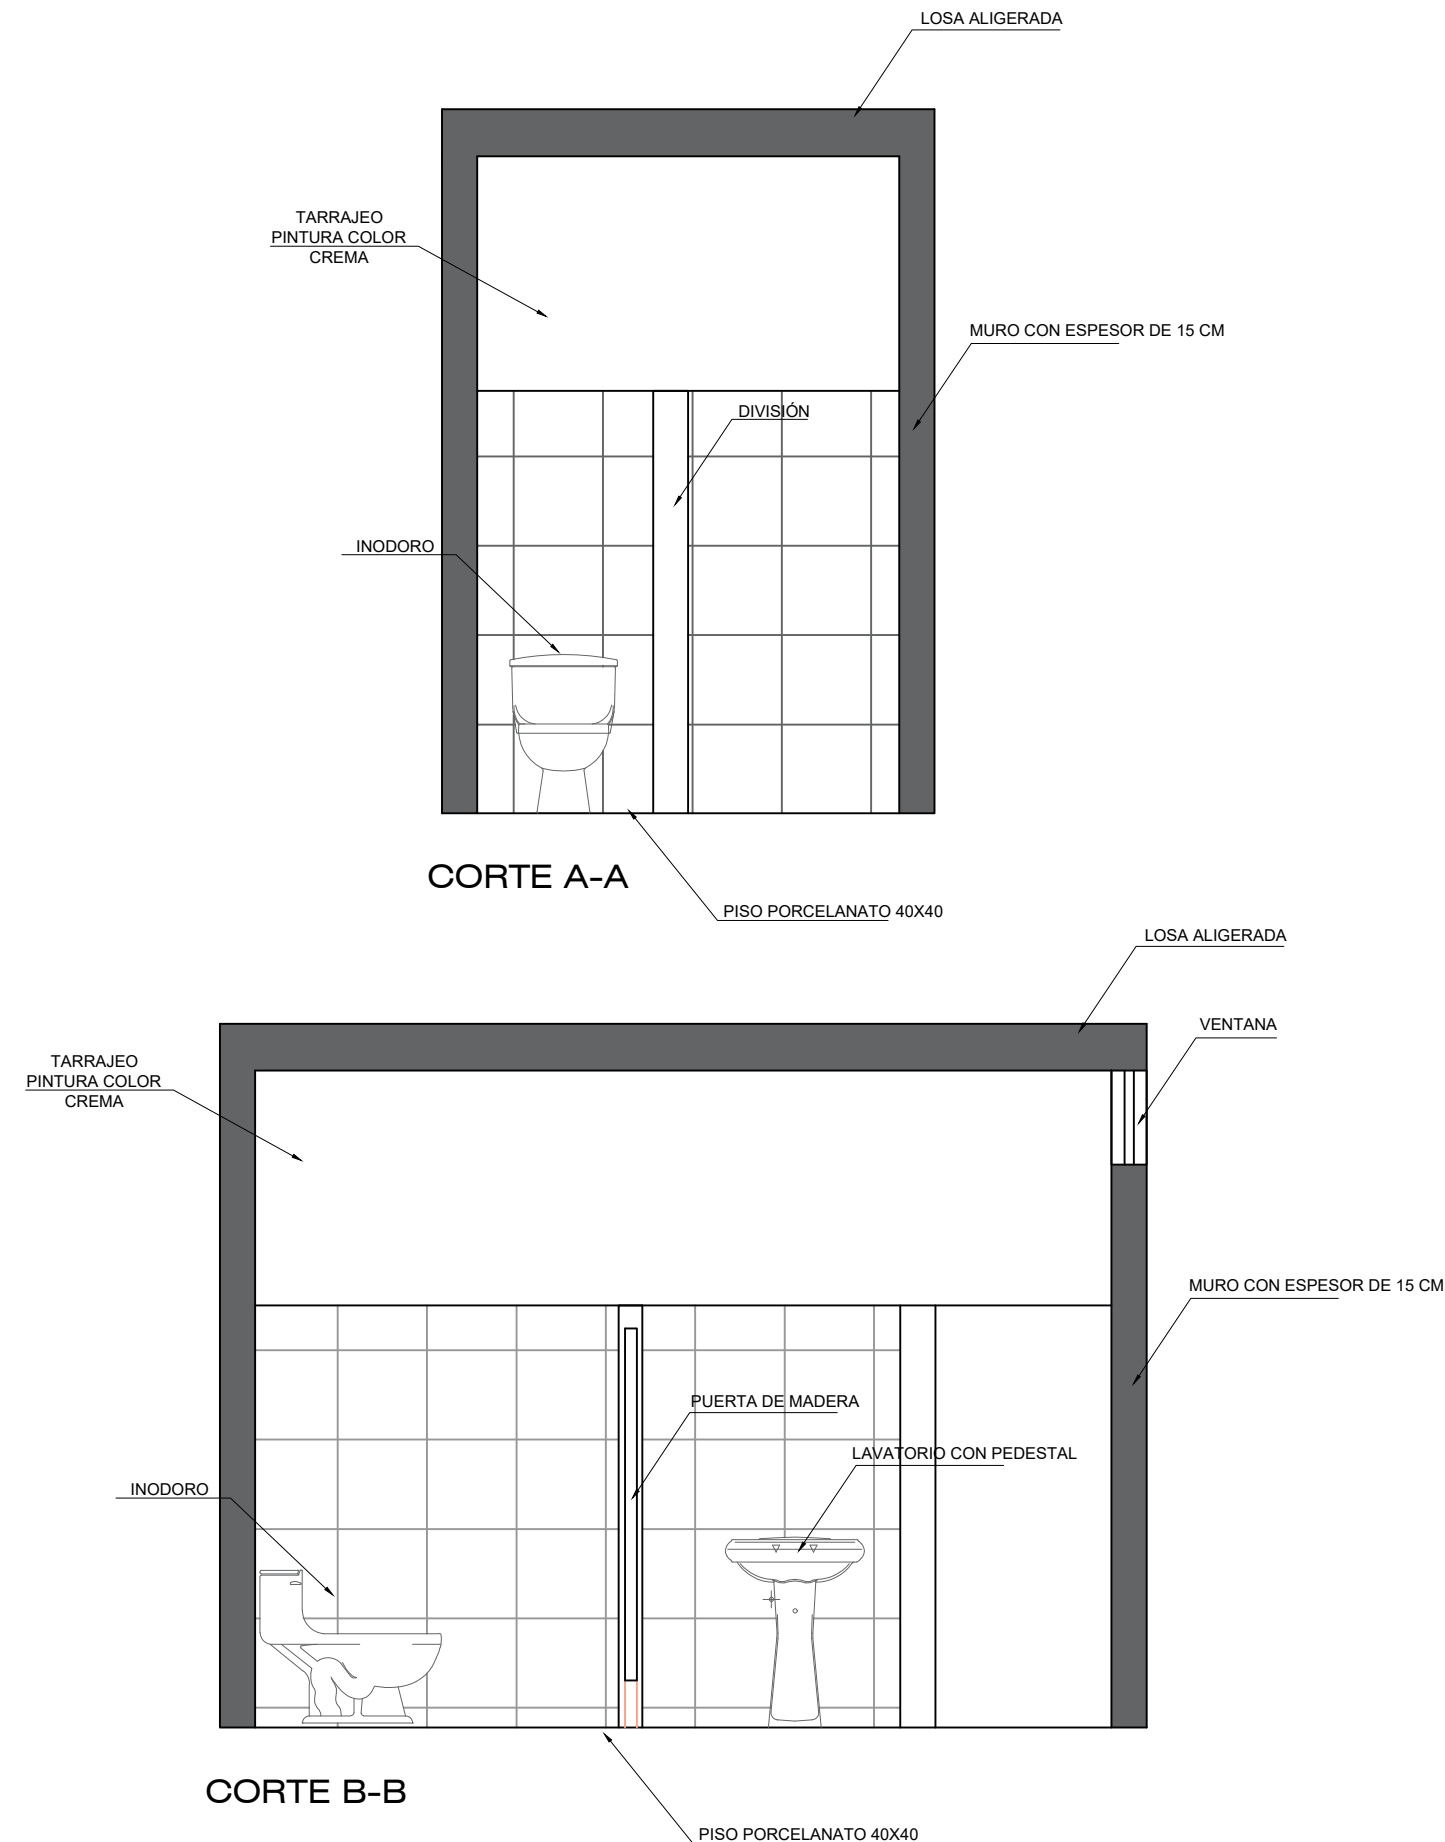 LOSA ALIGERADA
TARRAJEO
PINTURA COLOR
CREMA
MURO CON ESPESOR DE 15 CM
DIVISIÓN
INODORO
CORTE A-A
PISO PORCELANATO 40X40
LOSA ALIGERADA
VENTANA
TARRAJEO
PINTURA COLOR
CREMA
MURO CON ESPESOR DE 15 CM
PUERTA DE MADERA
LAVATORIO CON PEDESTAL
INODORO
CORTE B-B
PISO PORCELANATO 40X40